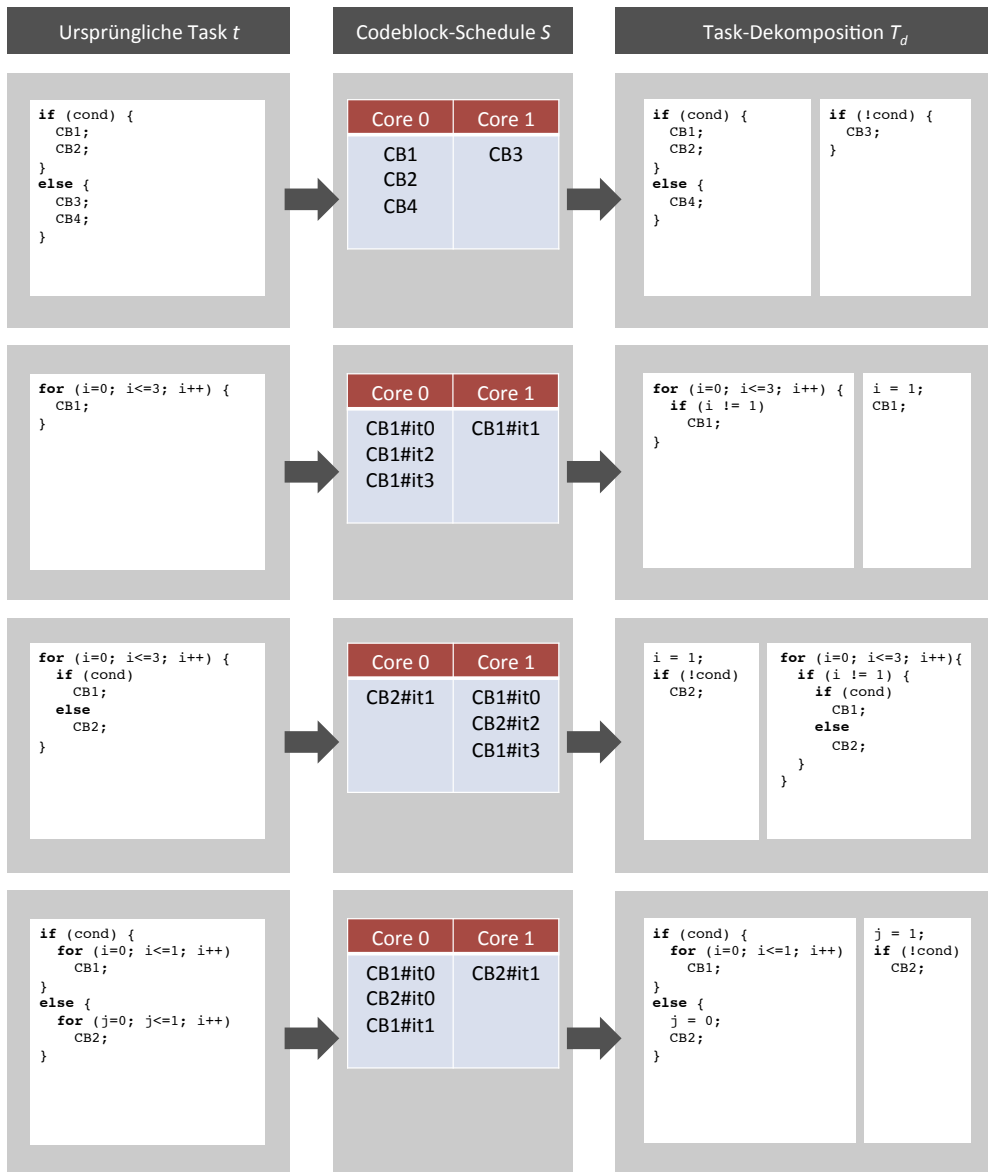 Ursprüngliche Task t
Codeblock-Schedule S
Task-Dekomposition T_d
if (cond) {
CB1;
CB2;
}
else {
CB3;
CB4;
}
Core 0 Core 1
CB1 CB3
CB2
CB4
if (cond) {
CB1;
CB2;
}
else {
CB4;
}
if (!cond) {
CB3;
}
for (i=0; i<=3; i++) {
CB1;
}
Core 0 Core 1
CB1#it0 CB1#it1
CB1#it2
CB1#it3
for (i=0; i<=3; i++) {
if (i != 1)
CB1;
}
i = 1;
CB1;
for (i=0; i<=3; i++) {
if (cond)
CB1;
else
CB2;
}
Core 0 Core 1
CB2#it1 CB1#it0
CB2#it2
CB1#it3
i = 1;
if (!cond)
CB2;
for (i=0; i<=3; i++){
if (i != 1) {
if (cond)
CB1;
else
CB2;
}
}
if (cond) {
for (i=0; i<=1; i++)
CB1;
}
else {
for (j=0; j<=1; i++)
CB2;
}
Core 0 Core 1
CB1#it0 CB2#it1
CB2#it0
CB1#it1
if (cond) {
for (i=0; i<=1; i++)
CB1;
}
else {
j = 0;
CB2;
}
j = 1;
if (!cond)
CB2;